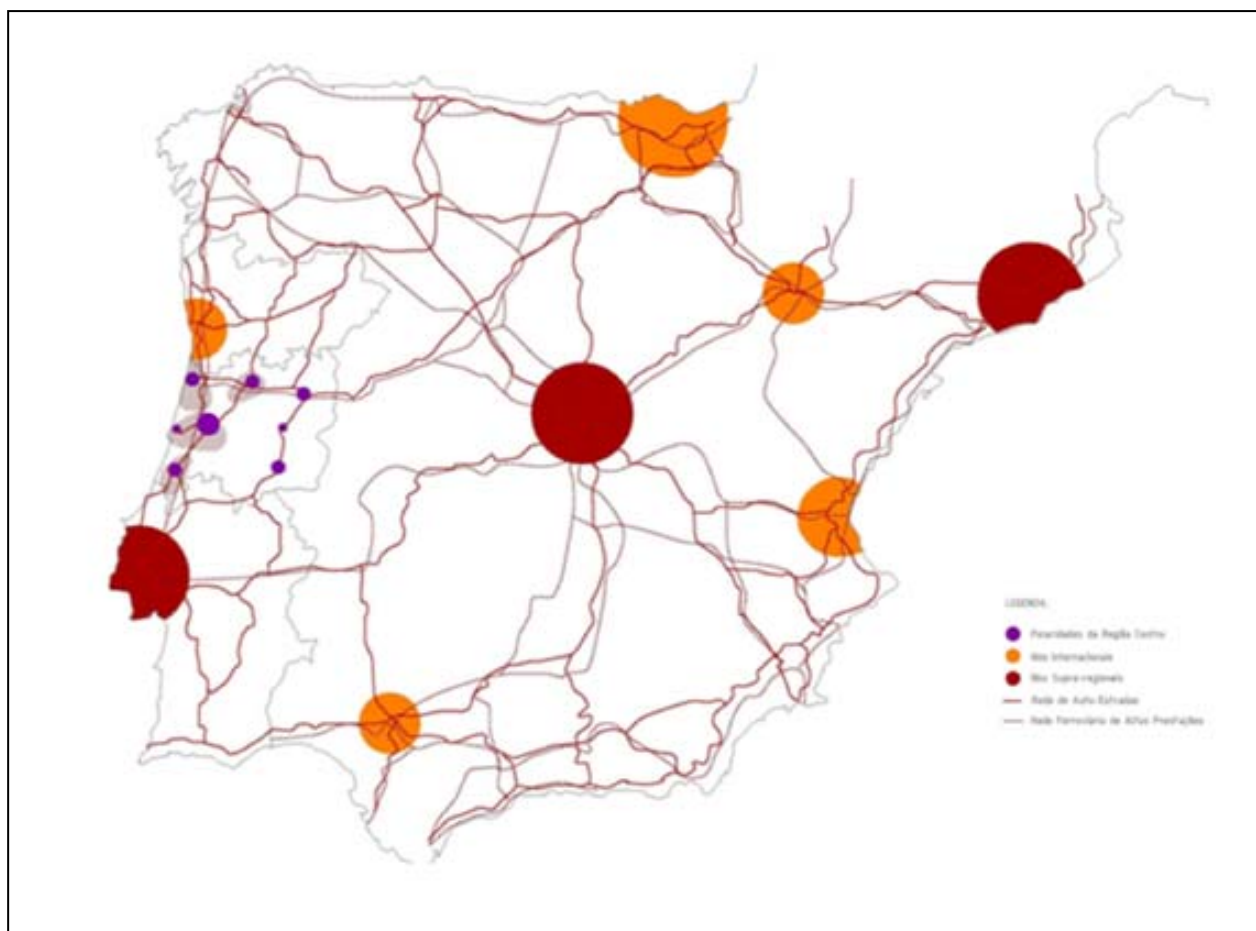 LEGENDA:
Polaridades da Região Centro
Nós Internacionais
Nós Supra-regionais
Rede de Auto-Estradas
Rede Ferroviária de Altas Prestações